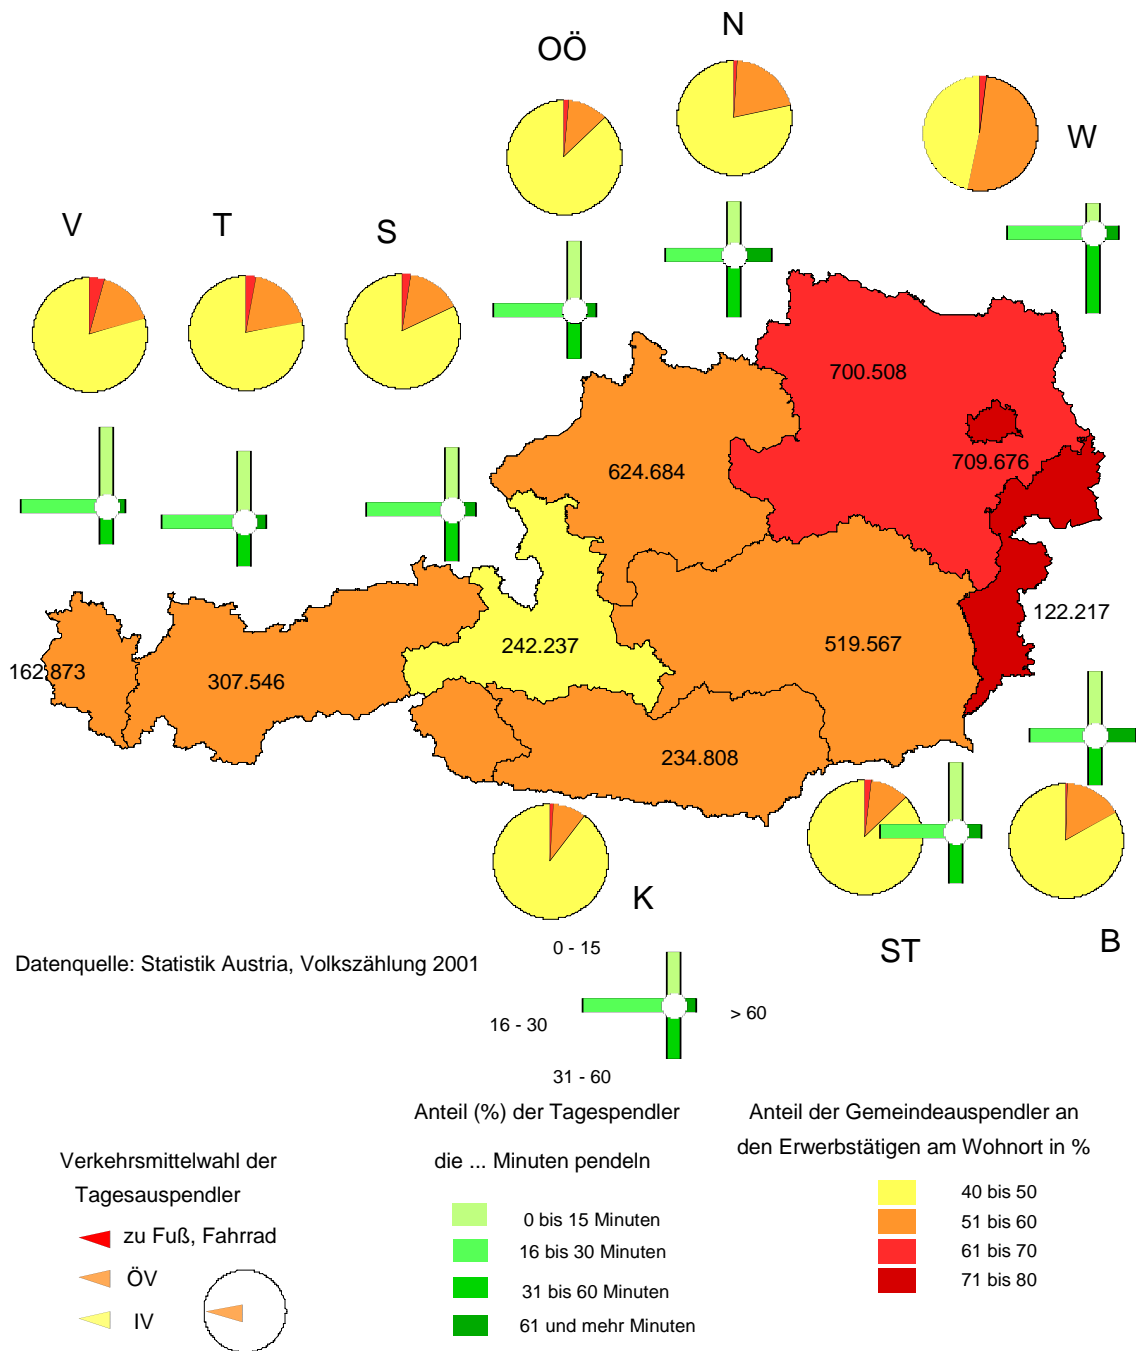 N
OÖ
W
V
T
S
700.508
709.676
624.684
122.217
242.237
519.567
162.873
307.546
234.808
K
ST
B
0 - 15
Datenquelle: Statistik Austria, Volkszählung 2001
16 - 30
> 60
31 - 60
Anteil (%) der Tagespendler
die ... Minuten pendeln
0 bis 15 Minuten
16 bis 30 Minuten
31 bis 60 Minuten
61 und mehr Minuten
Anteil der Gemeindeauspendler an
den Erwerbstätigen am Wohnort in %
40 bis 50
51 bis 60
61 bis 70
71 bis 80
Verkehrsmittelwahl der
Tagesauspendler
zu Fuß, Fahrrad
ÖV
IV